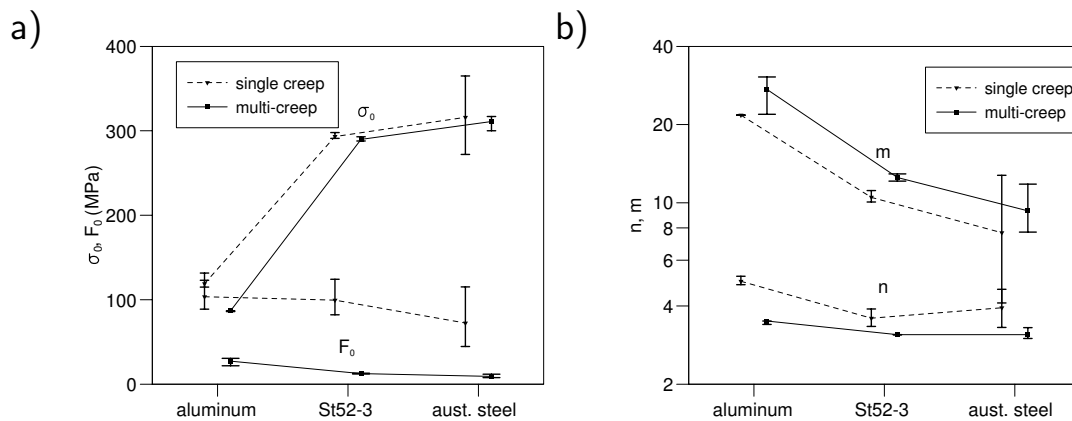 a)
400
300
200
100
0
σ₀, F₀ (MPa)
single creep
multi-creep
σ₀
F₀
aluminum St52-3 aust. steel
b)
40
20
10
8
6
4
2
n, m
single creep
multi-creep
m
n
aluminum St52-3 aust. steel